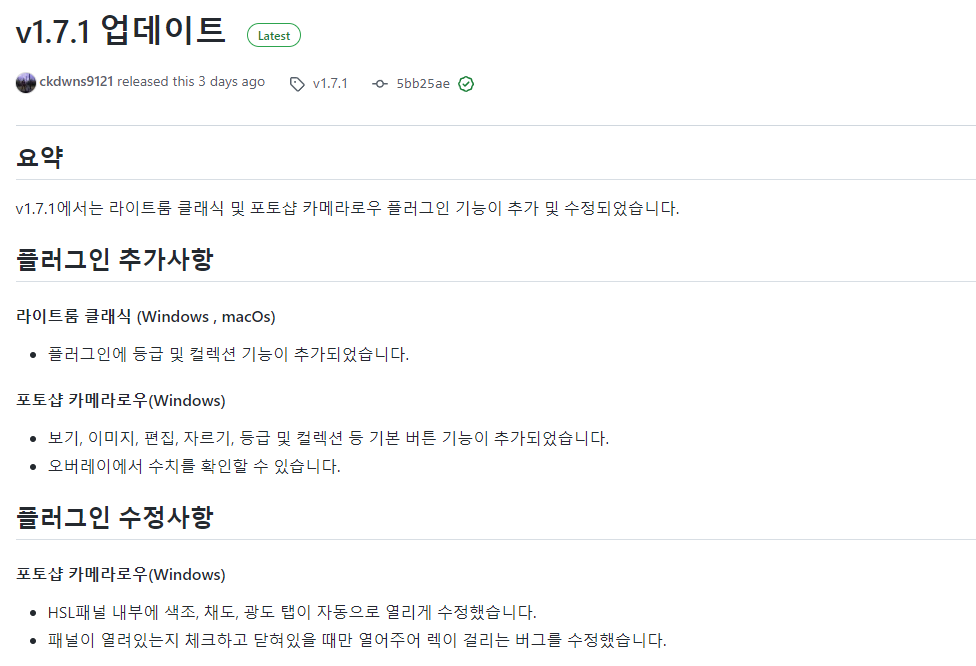 v1.7.1 업데이트 Latest
ckdwns9121 released this 3 days ago v1.7.1 5bb25ae
요약
v1.7.1에서는 라이트룸 클래식 및 포토샵 카메라로우 플러그인 기능이 추가 및 수정되었습니다.
플러그인 추가사항
라이트룸 클래식 (Windows , macOs)
플러그인에 등급 및 컬렉션 기능이 추가되었습니다.
포토샵 카메라로우(Windows)
보기, 이미지, 편집, 자르기, 등급 및 컬렉션 등 기본 버튼 기능이 추가되었습니다.
오버레이에서 수치를 확인할 수 있습니다.
플러그인 수정사항
포토샵 카메라로우(Windows)
HSL패널 내부에 색조, 채도, 광도 탭이 자동으로 열리게 수정했습니다.
패널이 열려있는지 체크하고 닫혀있을 때만 열어주어 렉이 걸리는 버그를 수정했습니다.